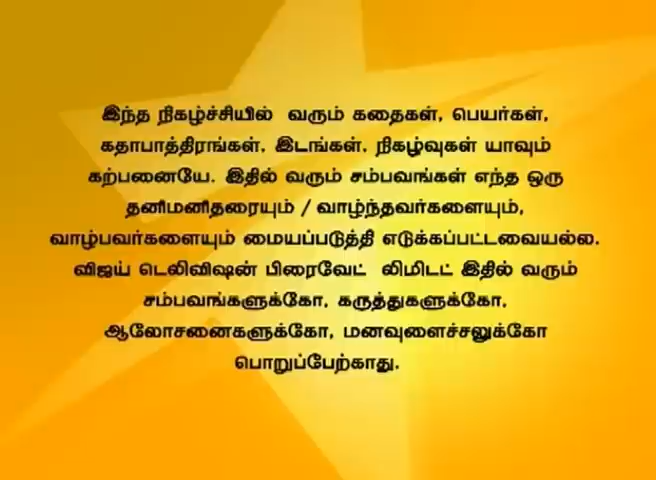 இந்த நிகழ்ச்சியில் வரும் கதைகள், பெயர்கள்,
கதாபாத்திரங்கள், இடங்கள், நிகழ்வுகள் யாவும்
கற்பனையே. இதில் வரும் சம்பவங்கள் எந்த ஒரு
தனிமனிதரையும் / வாழ்ந்தவர்களையும்,
வாழ்பவர்களையும் மையப்படுத்தி எடுக்கப்பட்டவையல்ல.
விஜய் டெலிவிஷன் பிரைவேட் லிமிடட் இதில் வரும்
சம்பவங்களுக்கோ, கருத்துகளுக்கோ,
ஆலோசனைகளுக்கோ, மனவுளைச்சலுக்கோ
பொறுப்பேற்காது.